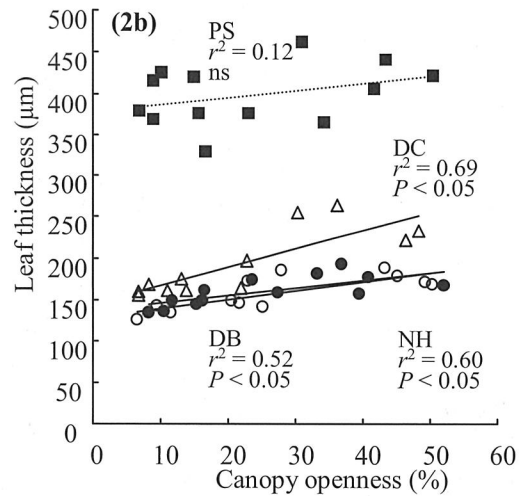 (2b)
PS
r² = 0.12
ns
DC
r² = 0.69
P < 0.05
DB
r² = 0.52
P < 0.05
NH
r² = 0.60
P < 0.05
Leaf thickness (μm)
500
450
400
350
300
250
200
150
100
50
0
0 10 20 30 40 50 60
Canopy openness (%)